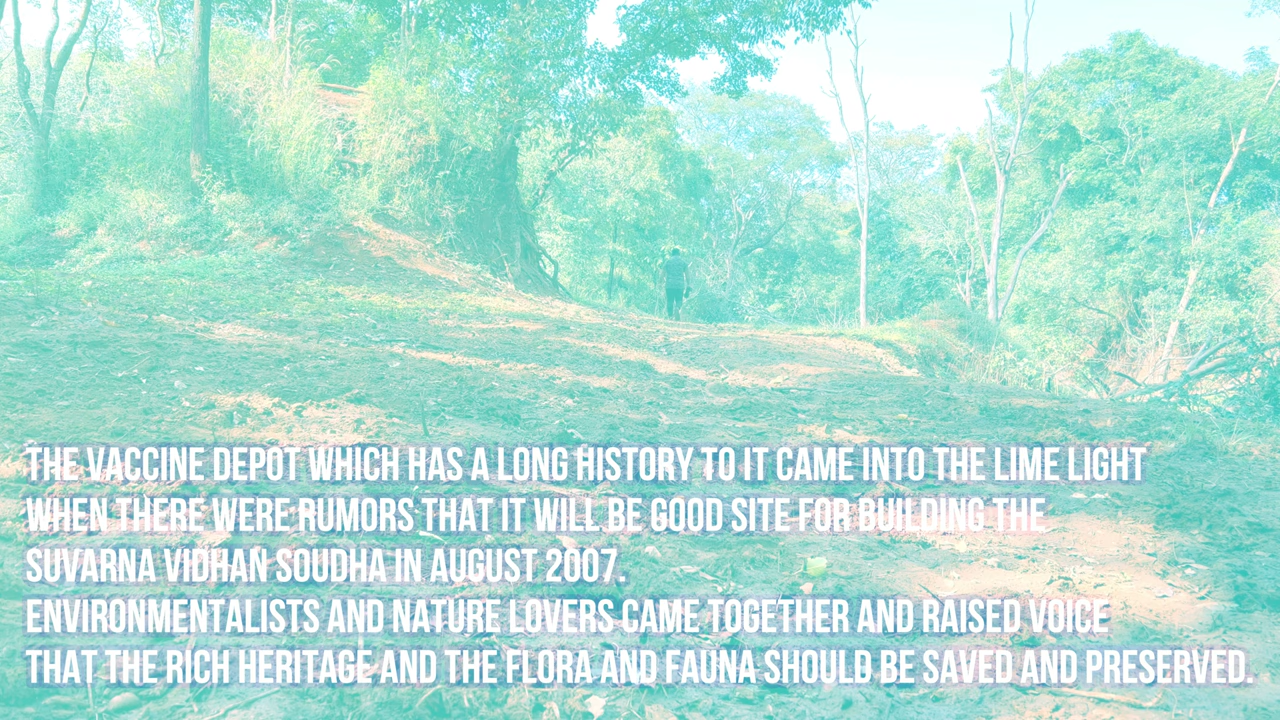 THE VACCINE DEPOT WHICH HAS A LONG HISTORY TO IT CAME INTO THE LIME LIGHT
WHEN THERE WERE RUMORS THAT IT WILL BE GOOD SITE FOR BUILDING THE
SUVARNA VIDHAN SOUDHA IN AUGUST 2007.
ENVIRONMENTALISTS AND NATURE LOVERS CAME TOGETHER AND RAISED VOICE
THAT THE RICH HERITAGE AND THE FLORA AND FAUNA SHOULD BE SAVED AND PRESERVED.